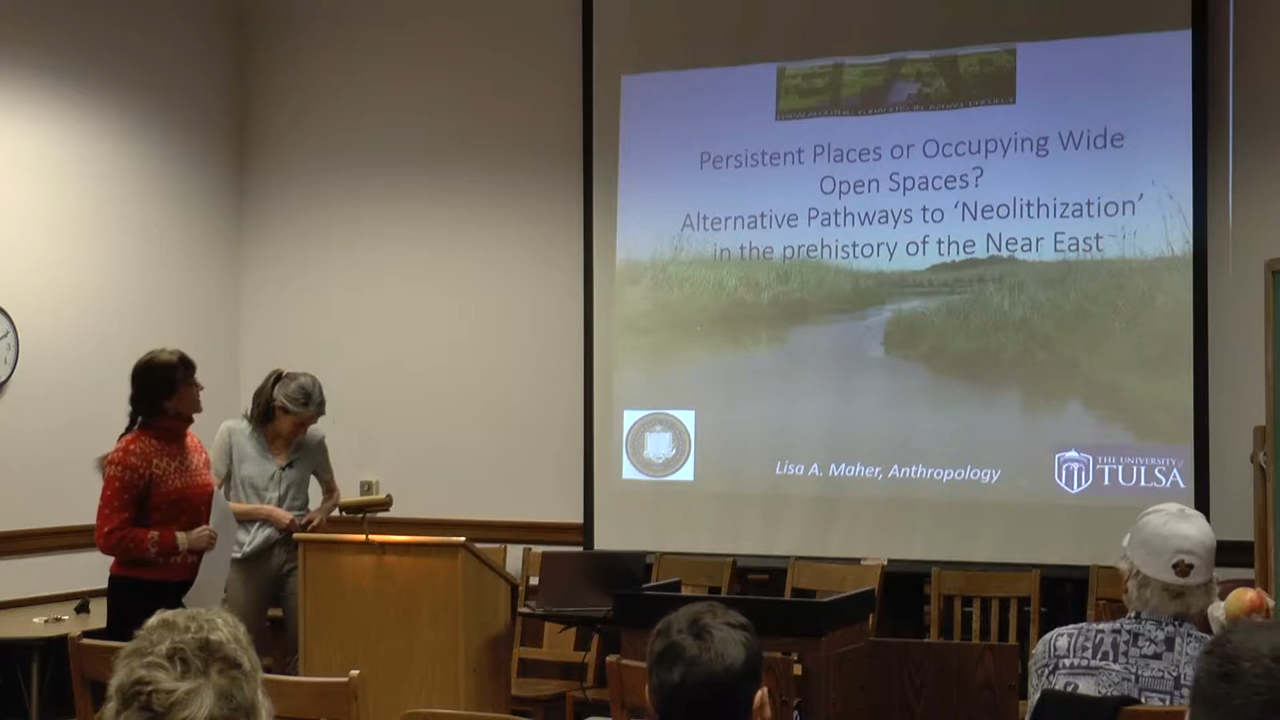 Persistent Places or Occupying Wide
Open Spaces?
Alternative Pathways to ‘Neolithization’
in the prehistory of the Near East
Lisa A. Maher, Anthropology
THE UNIVERSITY of
TULSA